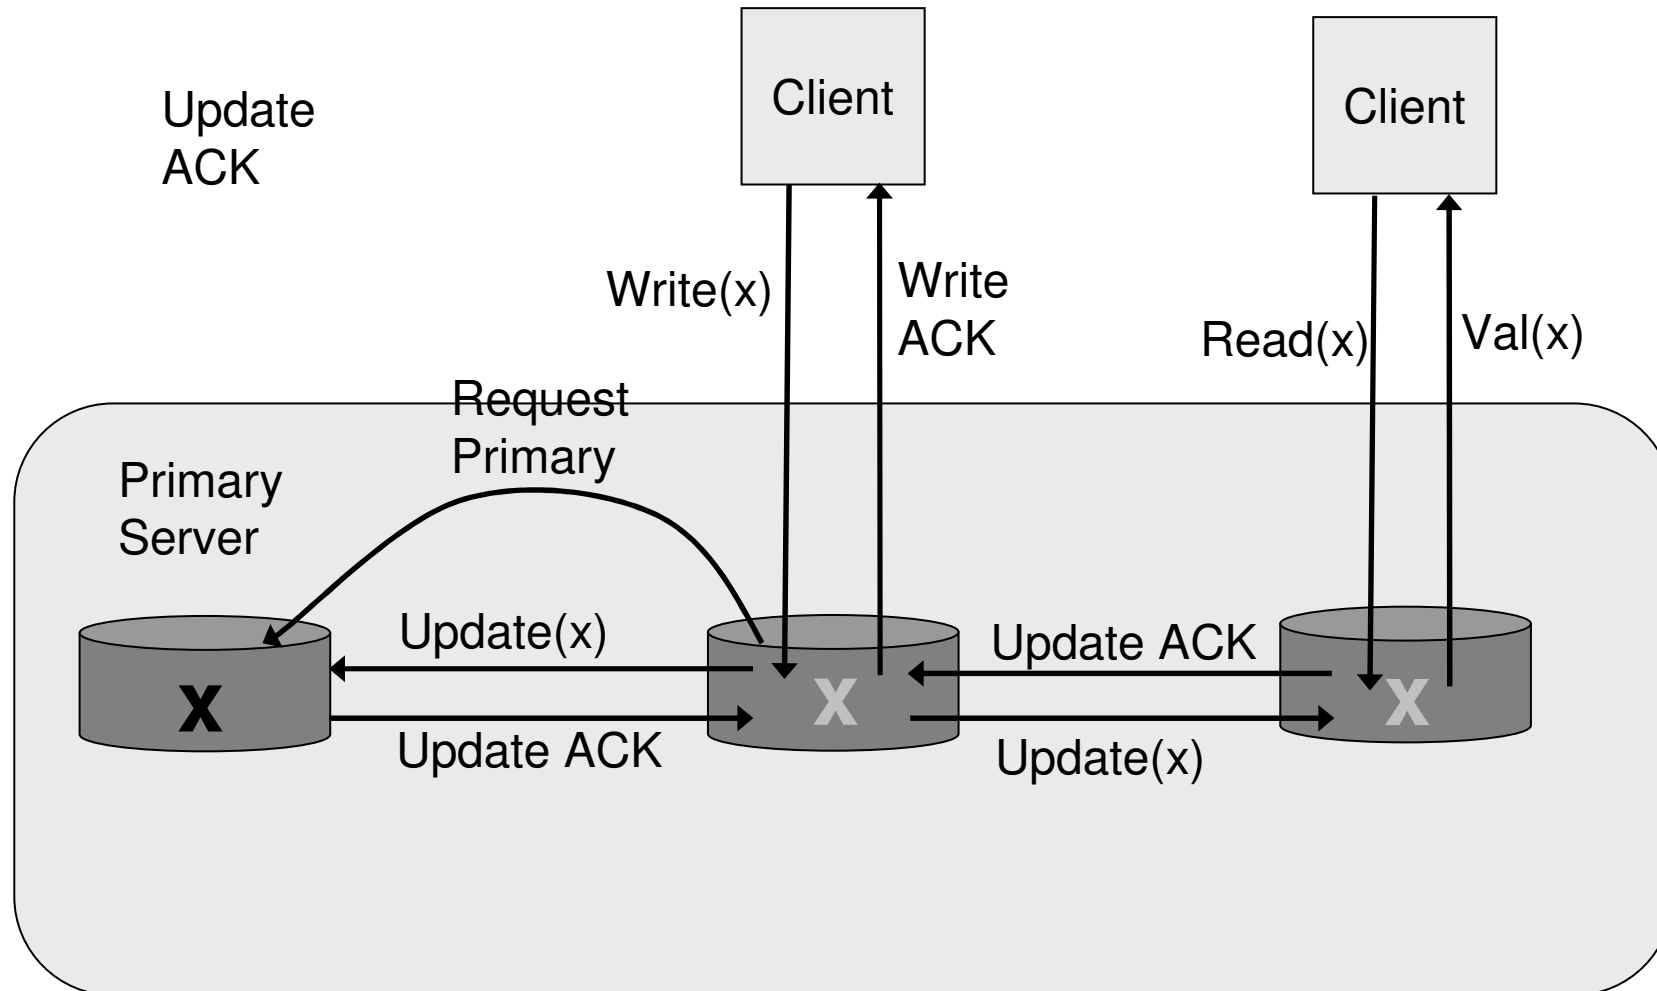 Client
Client
Update
ACK
Write(x)
Write
ACK
Read(x)
Val(x)
Request
Primary
Primary
Server
Update(x)
Update ACK
x
x
x
Update ACK
Update(x)